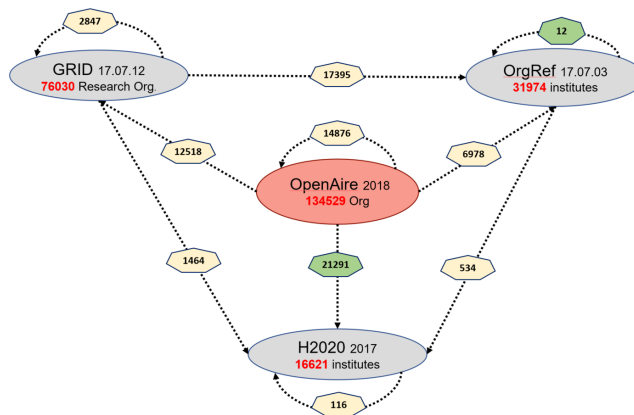 2847
12
GRID 17.07.12
76030 Research Org.
17395
OrgRef 17.07.03
31974 institutes
14876
12518
6978
OpenAire 2018
134529 Org
1464
21291
534
H2020 2017
16621 institutes
116